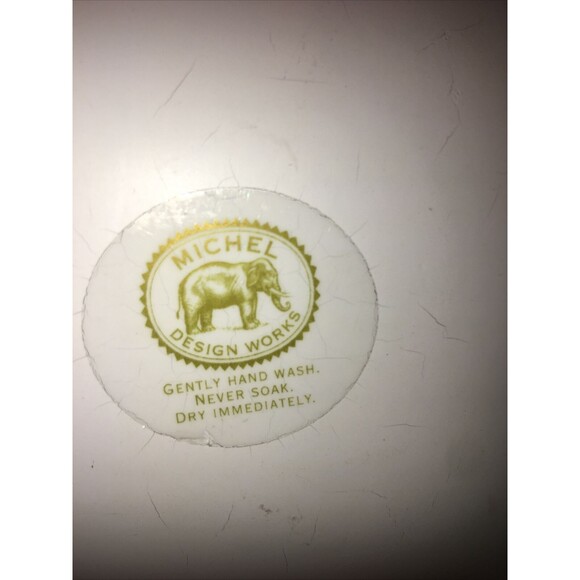 MICHEL
DESIGN WORKS
GENTLY HAND WASH.
NEVER SOAK.
DRY IMMEDIATELY.